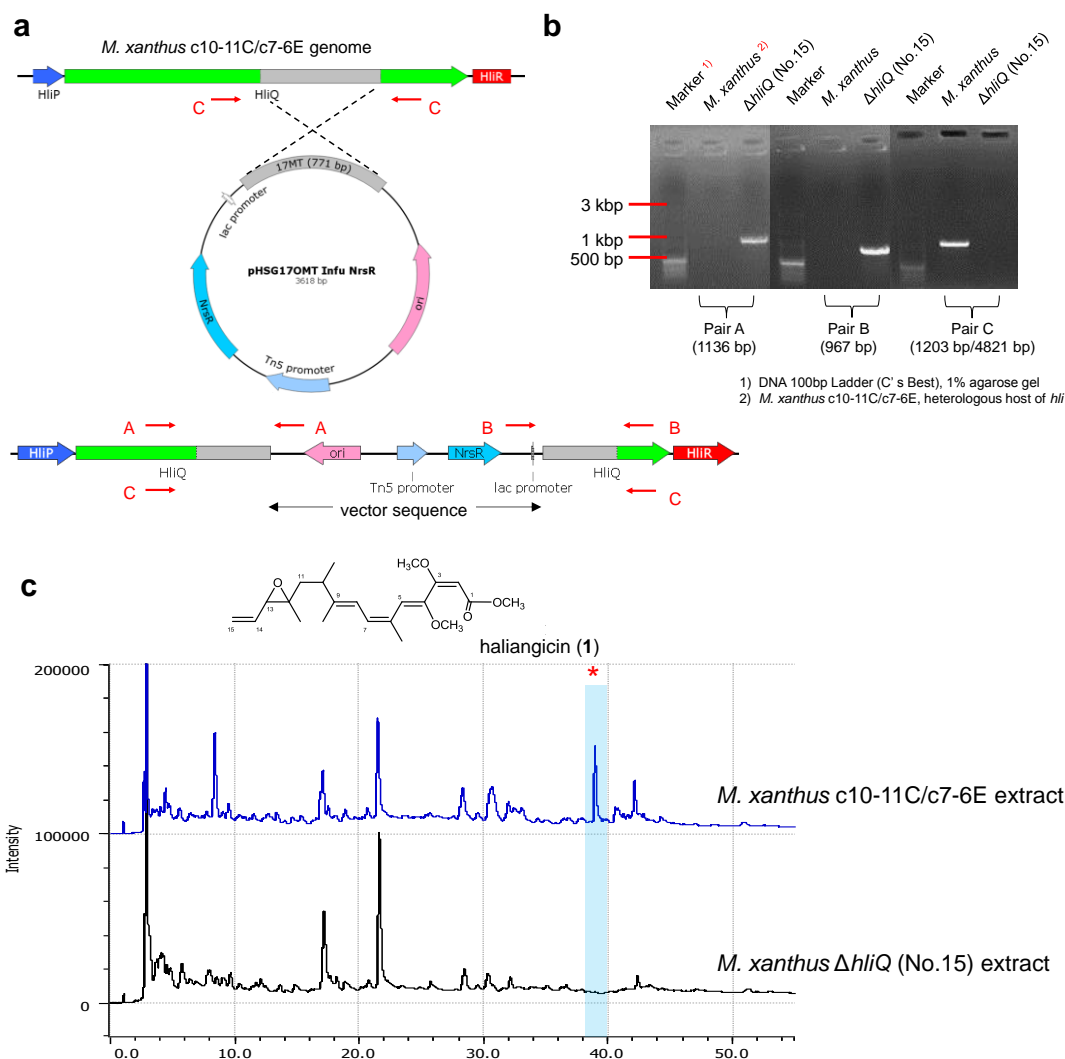 a
M. xanthus c10-11C/c7-6E genome
HliP
HliQ
HliR
C
C
17MT (771 bp)
lac promoter
pHSG17OMT Infu NrsR
3618 bp
NrsR
ori
Tn5 promoter
A
A
B
B
HliP
ori
NrsR
HliR
HliQ
HliQ
Tn5 promoter
lac promoter
C
C
vector sequence
b
Marker 1)
M. xanthus 2)
ΔhliQ (No.15)
Marker
M. xanthus
ΔhliQ (No.15)
Marker
M. xanthus
ΔhliQ (No.15)
3 kbp
1 kbp
500 bp
Pair A
(1136 bp)
Pair B
(967 bp)
Pair C
(1203 bp/4821 bp)
1) DNA 100bp Ladder (C' s Best), 1% agarose gel
2) M. xanthus c10-11C/c7-6E, heterologous host of hli
c
O
11
H3CO
3
13
9
5
1
OCH3
15
14
7
OCH3
O
haliangicin (1)
*
200000
100000
0
Intensity
M. xanthus c10-11C/c7-6E extract
M. xanthus ΔhliQ (No.15) extract
0.0 10.0 20.0 30.0 40.0 50.0